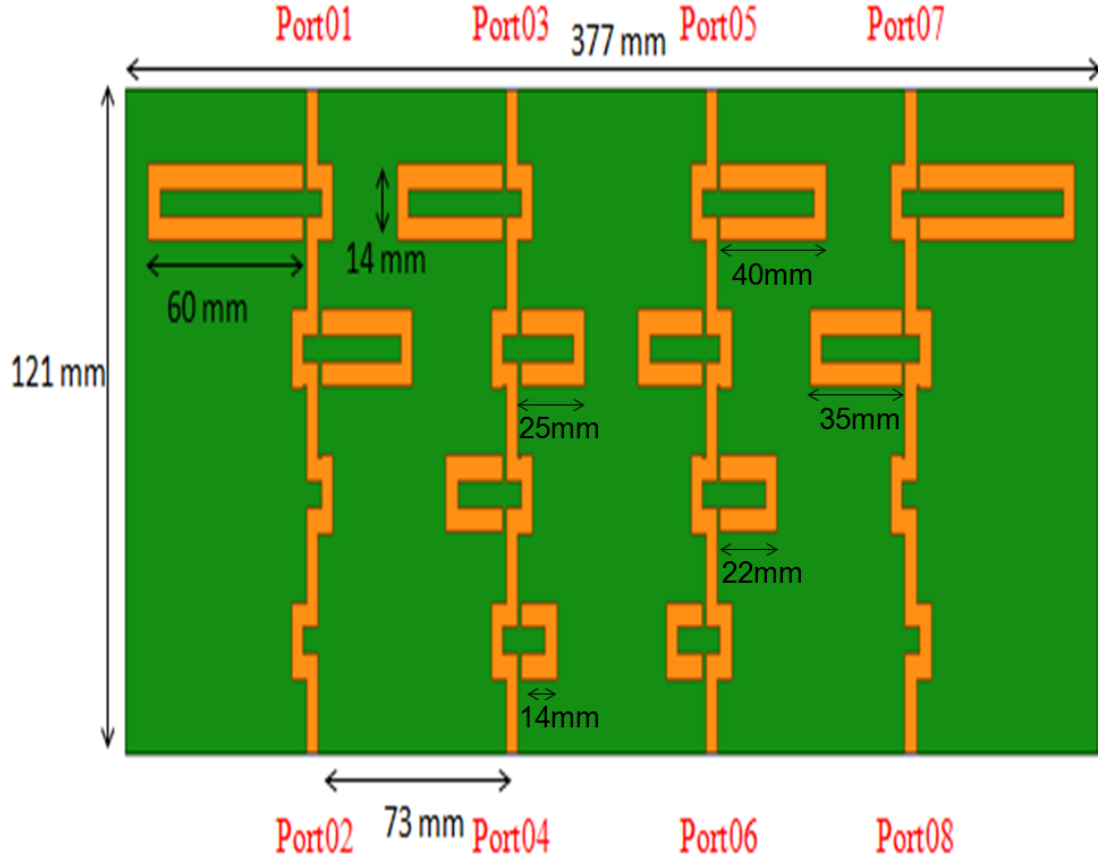 Port01 Port03 Port05 Port07
377 mm
14 mm
40mm
60 mm
121 mm
25mm
35mm
22mm
14mm
73 mm
Port02 Port04 Port06 Port08